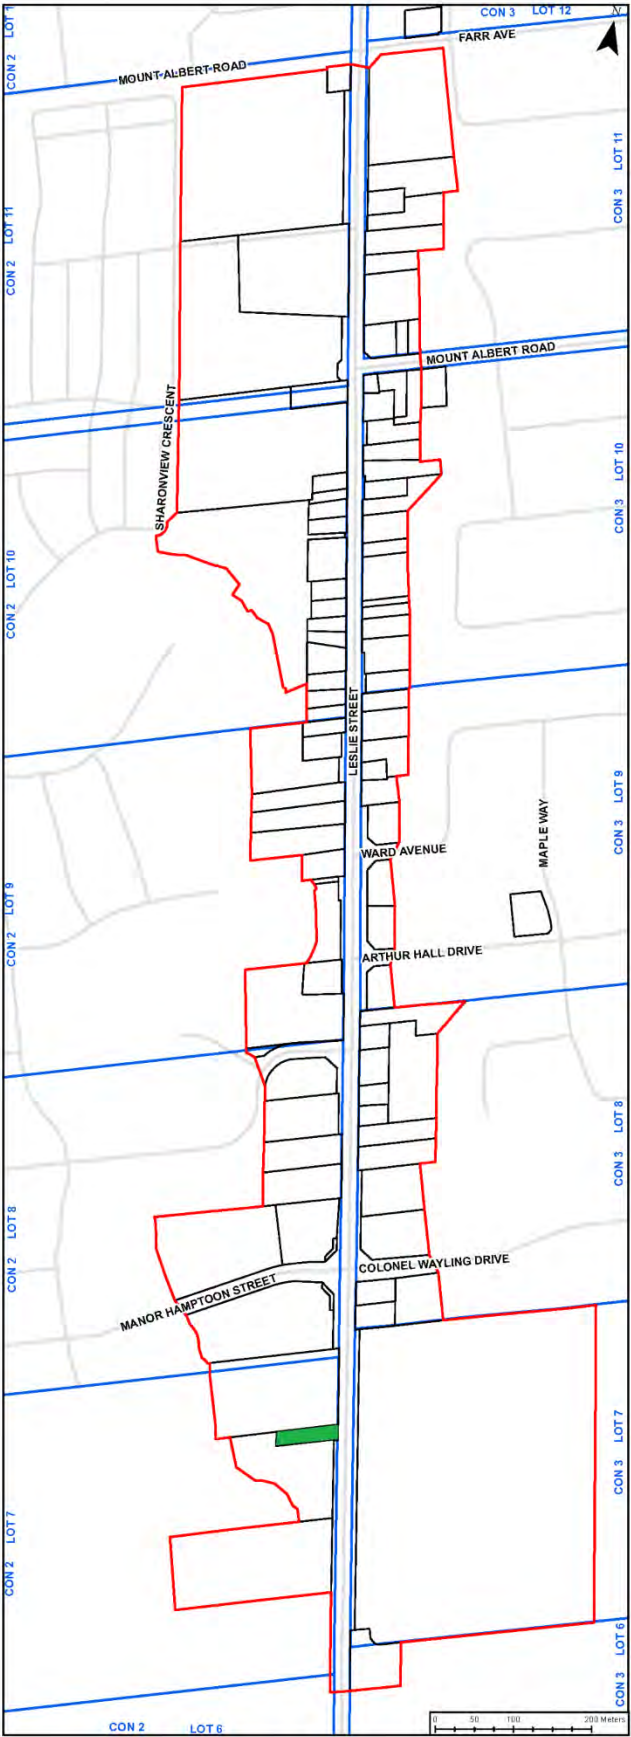 CON 3 LOT 12
N
FARR AVE
CON 2 LOT 1
MOUNT ALBERT ROAD
CON 3 LOT 11
CON 2 LOT 11
MOUNT ALBERT ROAD
SHARONVIEW CRESCENT
CON 3 LOT 10
CON 2 LOT 10
LESLIE STREET
CON 3 LOT 9
MAPLE WAY
WARD AVENUE
CON 2 LOT 9
ARTHUR HALL DRIVE
CON 3 LOT 8
CON 2 LOT 8
COLONEL WAYLING DRIVE
MANOR HAMPTOON STREET
CON 3 LOT 7
CON 2 LOT 7
CON 3 LOT 6
CON 2 LOT 6
0 50 100 200 Meters